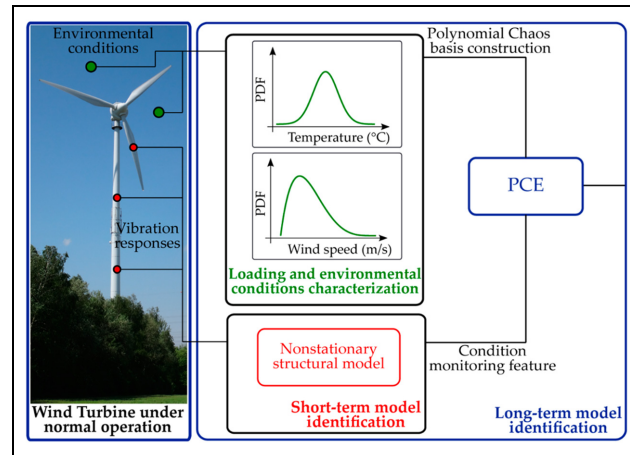 Environmental
conditions
Vibration
responses
Wind Turbine under
normal operation
PDF
Temperature (°C)
PDF
Wind speed (m/s)
Loading and environmental
conditions characterization
Nonstationary
structural model
Short-term model
identification
Polynomial Chaos
basis construction
PCE
Condition
monitoring feature
Long-term model
identification